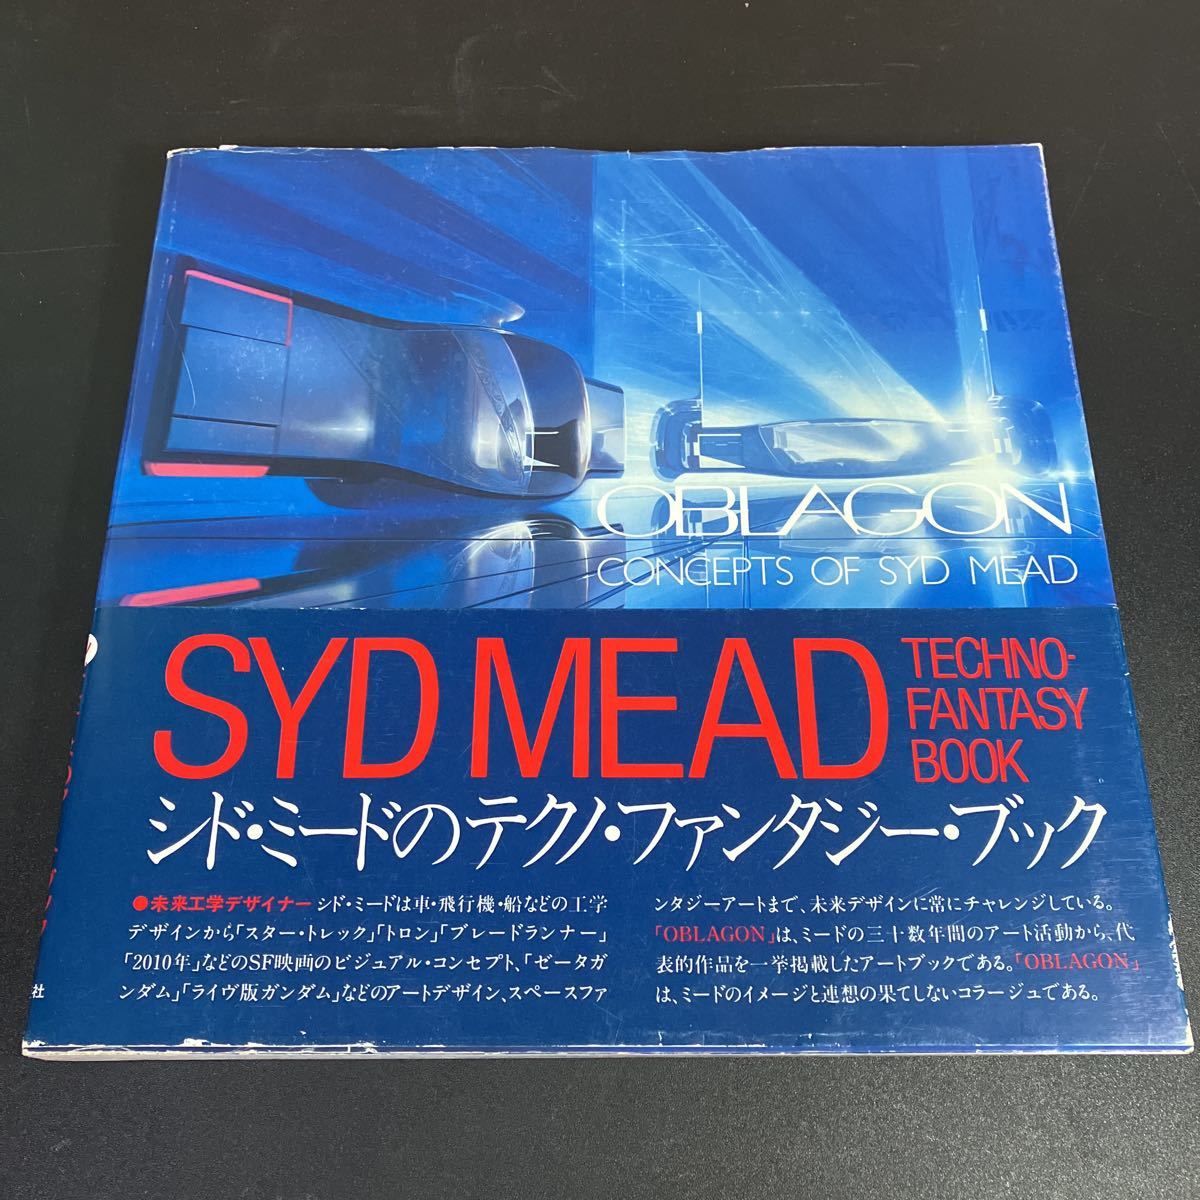 OBLAGON
CONCEPTS OF SYD MEAD
SYD MEAD
TECHNO-
FANTASY
BOOK
シド・ミードのテクノ・ファンタジー・ブック
●未来工学デザイナー シド・ミードは車・飛行機・船などの工学
デザインから「スター・トレック」「トロン」「ブレードランナー」
「2010年」などのSF映画のビジュアル・コンセプト、「ゼータガ
ンダム」「ライヴ版ガンダム」などのアートデザイン、スペースファ
ンタジーアートまで、未来デザインに常にチャレンジしている。
「OBLAGON」は、ミードの三十数年間のアート活動から、代
表的作品を一挙掲載したアートブックである。「OBLAGON」
は、ミードのイメージと連想の果てしないコラージュである。
社